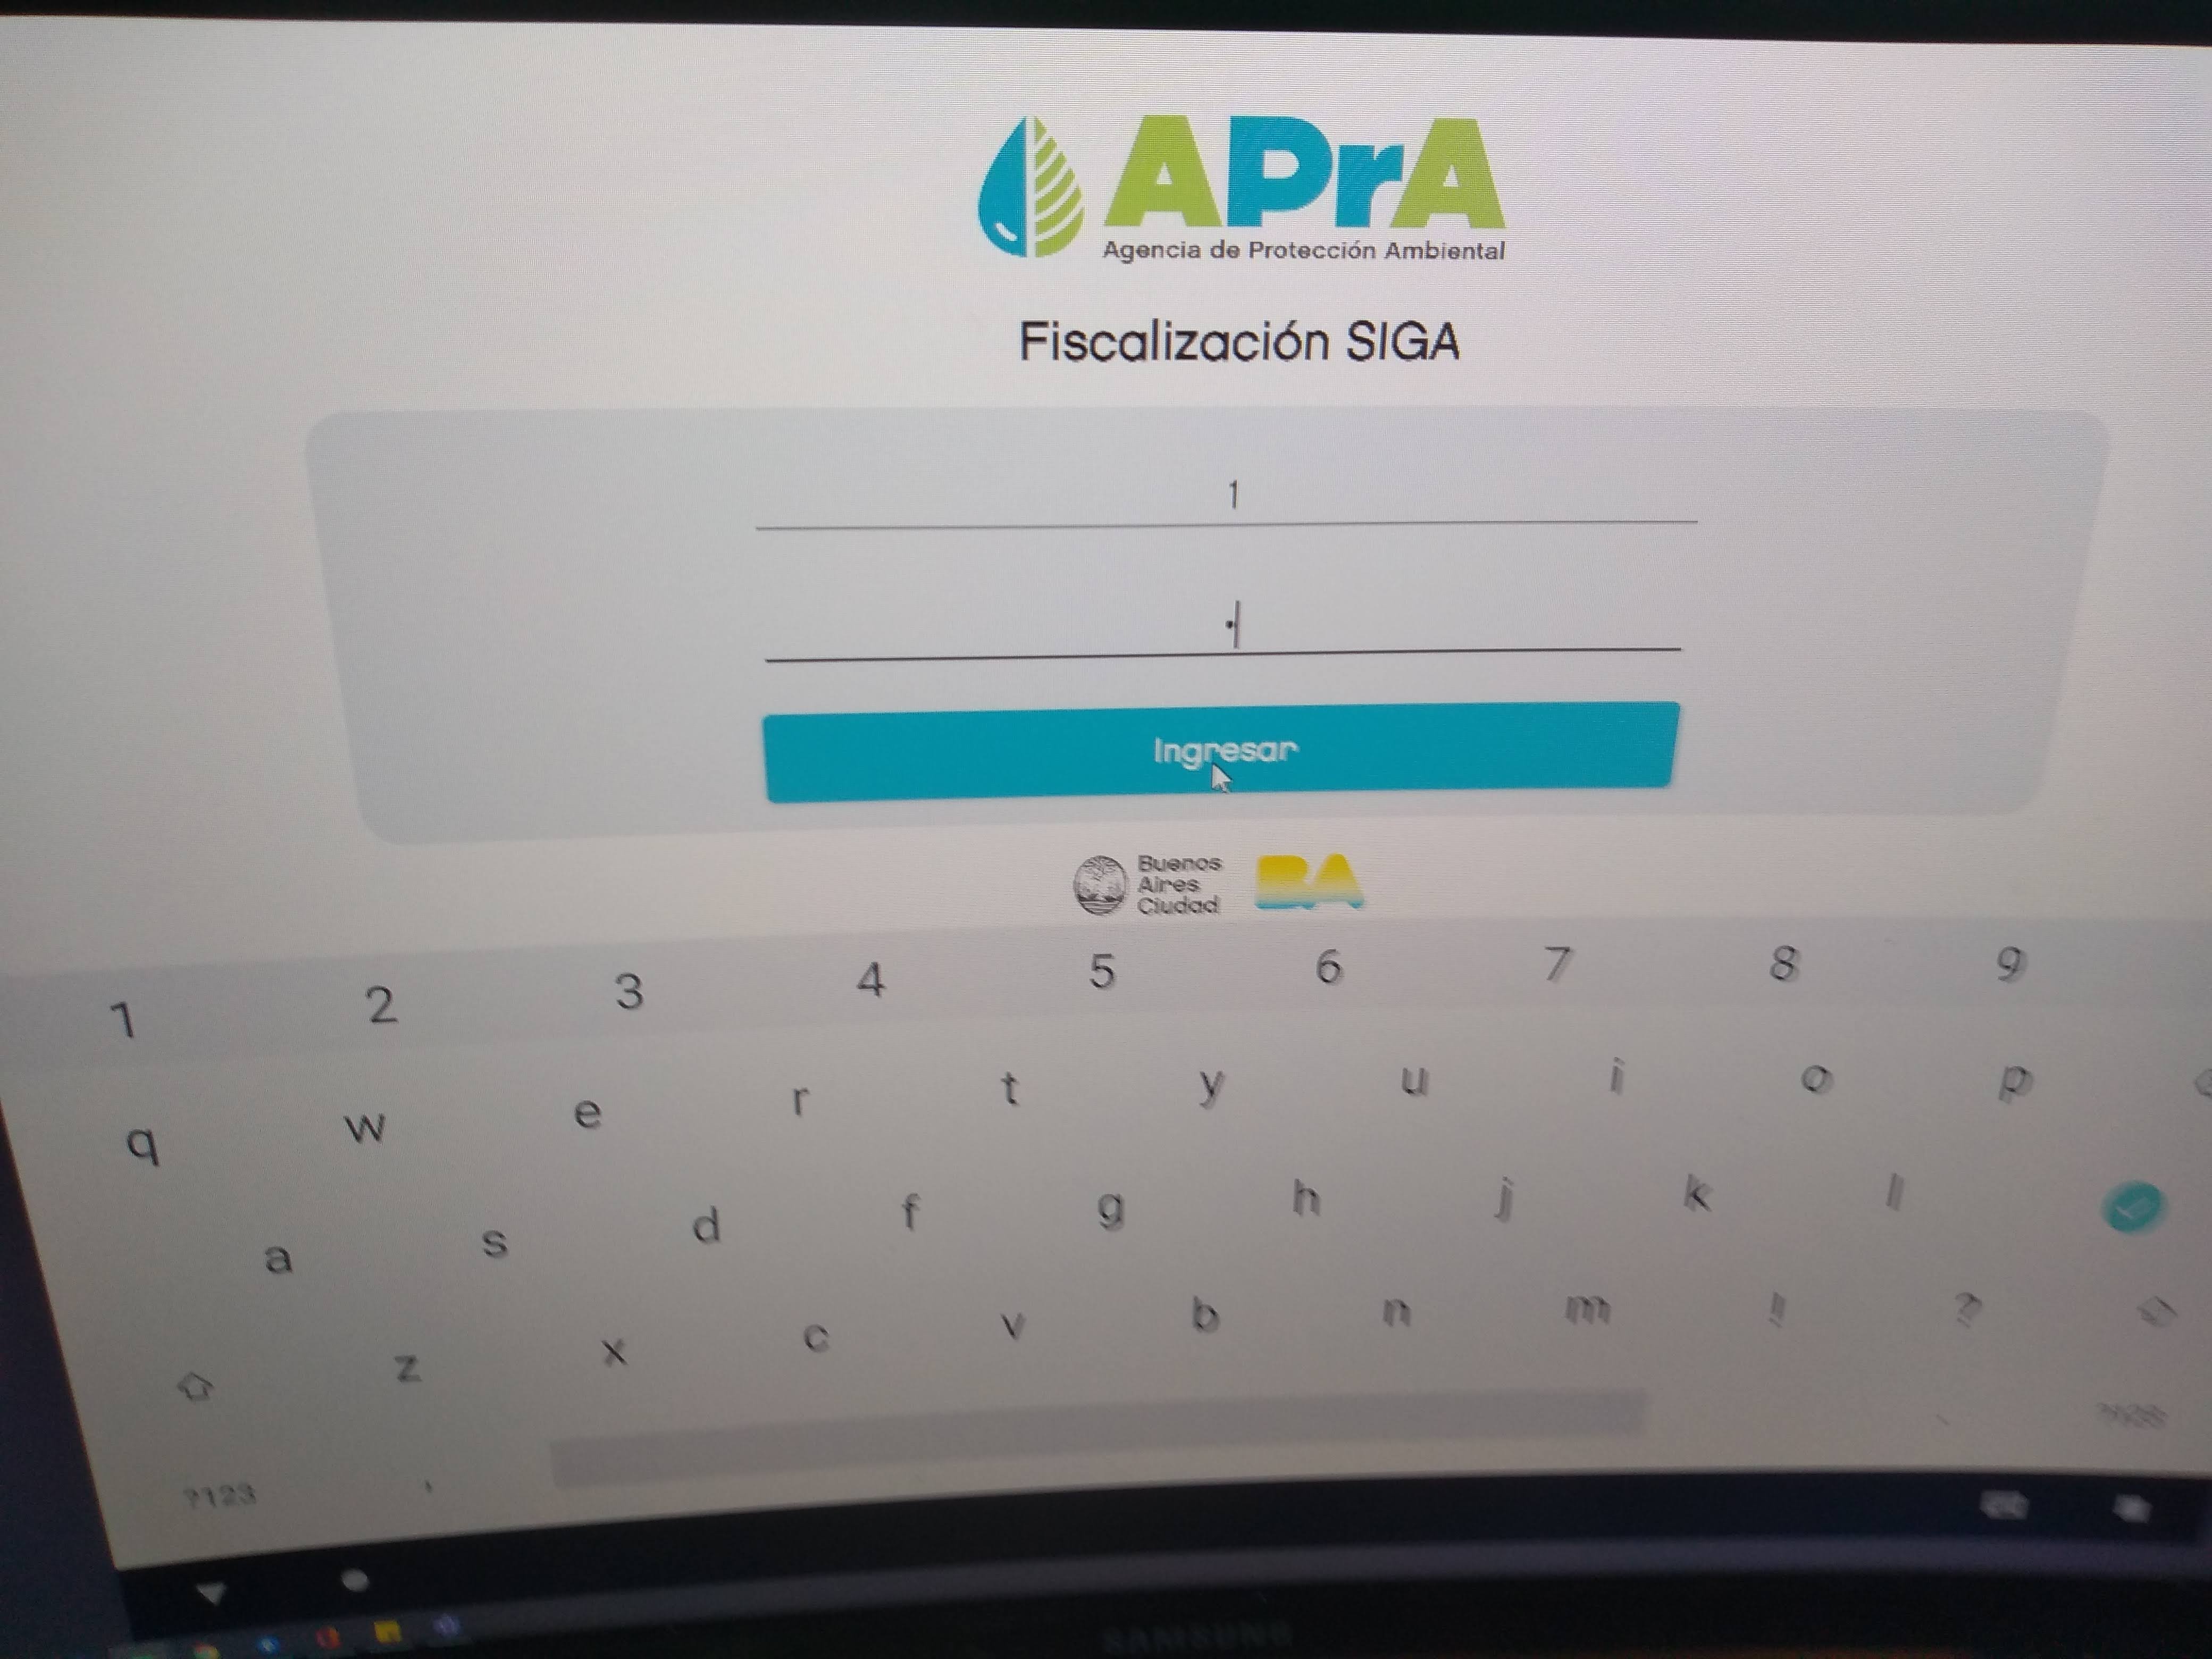 APrA
Agencia de Protección Ambiental
Fiscalización SIGA
1
•
Ingresar
Buenos
Aires
Ciudad
BA
1 2 3 4 5 6 7 8 9
q w e r t y u i o p
a s d f g h j k l
z x c v b n m ! ?
?123 ,
SAMSUNG